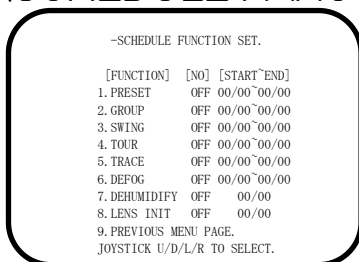 -SCHEDULE FUNCTION SET.
[FUNCTION] [NO] [START~END]
1. PRESET OFF 00/00~00/00
2. GROUP OFF 00/00~00/00
3. SWING OFF 00/00~00/00
4. TOUR OFF 00/00~00/00
5. TRACE OFF 00/00~00/00
6. DEFOG OFF 00/00~00/00
7. DEHUMIDIFY OFF 00/00
8. LENS INIT OFF 00/00
9. PREVIOUS MENU PAGE.
JOYSTICK U/D/L/R TO SELECT.